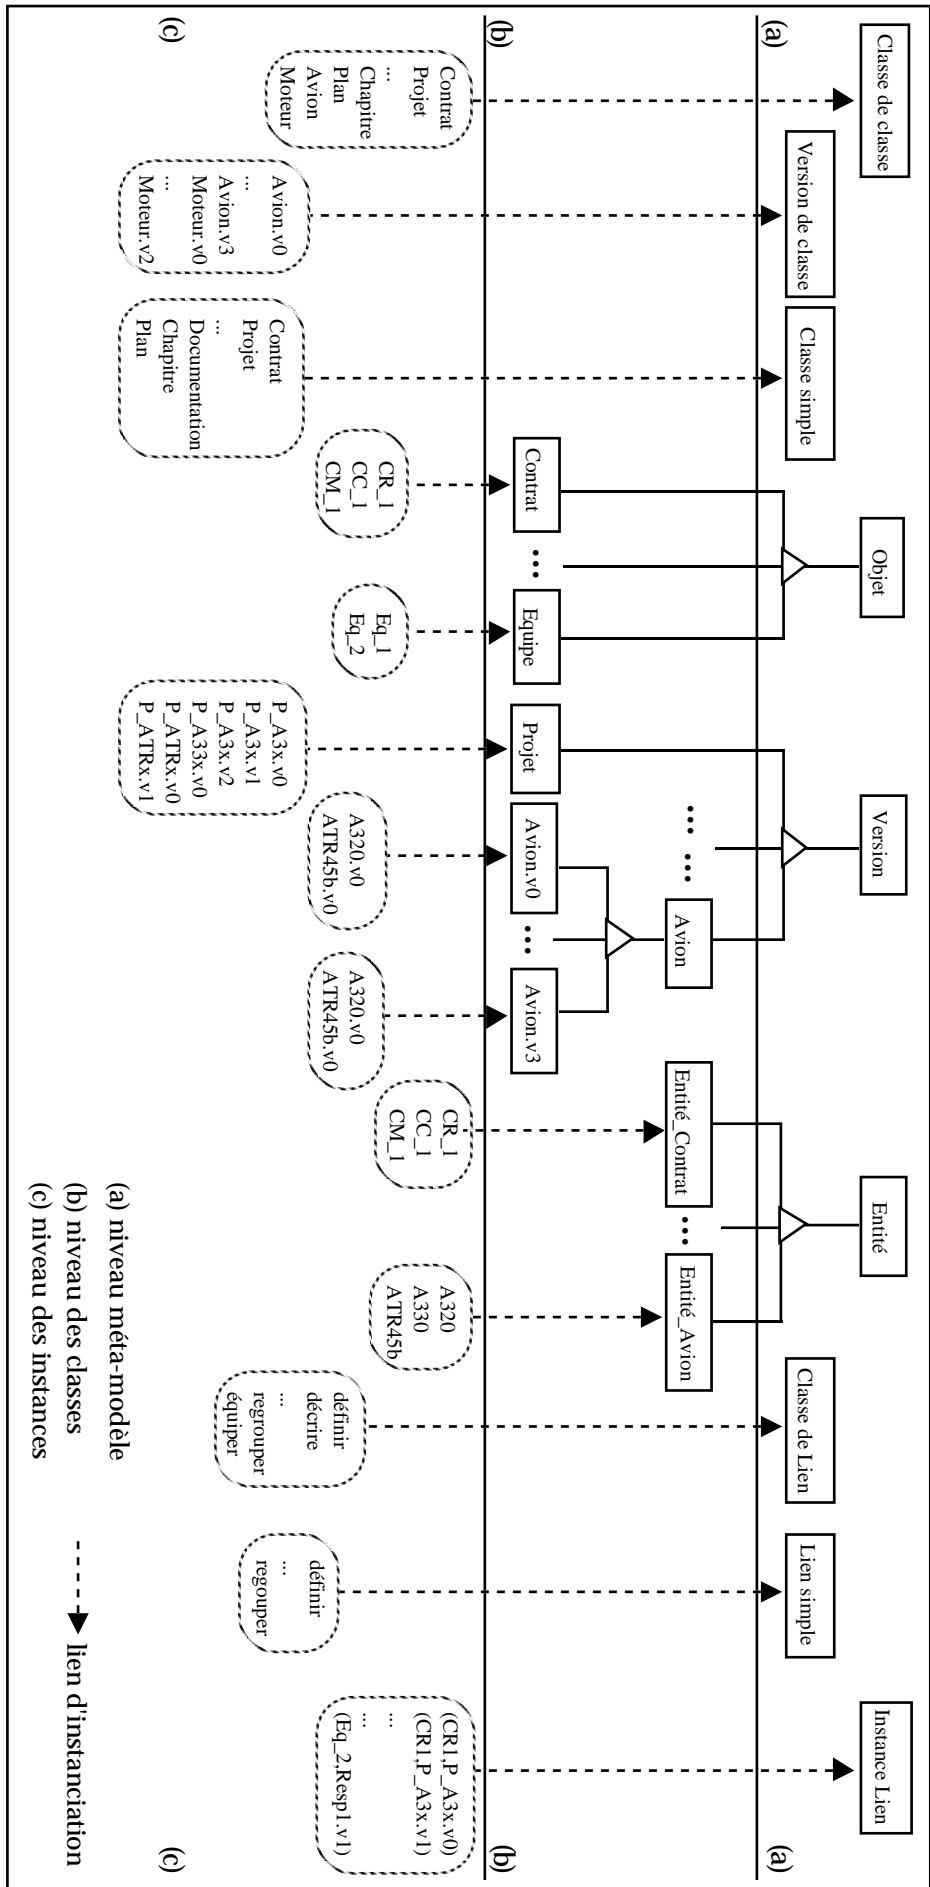 Classe de classe
Version de classe
Classe simple
Objet
Version
Entité
Classe de Lien
Lien simple
Instance Lien
(a)
(a)
...
...
Avion
Entité_Contrat
...
Entité_Avion
Contrat
...
Equipe
Projet
Avion.v0
...
Avion.v3
(b)
(b)
Contrat
Projet
...
Chapitre
Plan
Avion
Moteur
Avion.v0
...
Avion.v3
Moteur.v0
...
Moteur.v2
Contrat
Projet
...
Documentation
Chapitre
Plan
CR_1
CC_1
CM_1
Eq_1
Eq_2
P_A3x.v0
P_A3x.v1
P_A3x.v2
P_A33x.v0
P_ATRx.v0
P_ATRx.v1
A320.v0
ATR45b.v0
A320.v0
ATR45b.v0
CR_1
CC_1
CM_1
A320
A330
ATR45b
définir
décrire
...
regrouper
équiper
définir
...
regouper
(CR1,P_A3x.v0)
(CR1,P_A3x.v1)
...
...
(Eq_2,Resp1.v1)
(c)
(c)
(a) niveau méta-modèle
(b) niveau des classes
(c) niveau des instances
lien d'instanciation